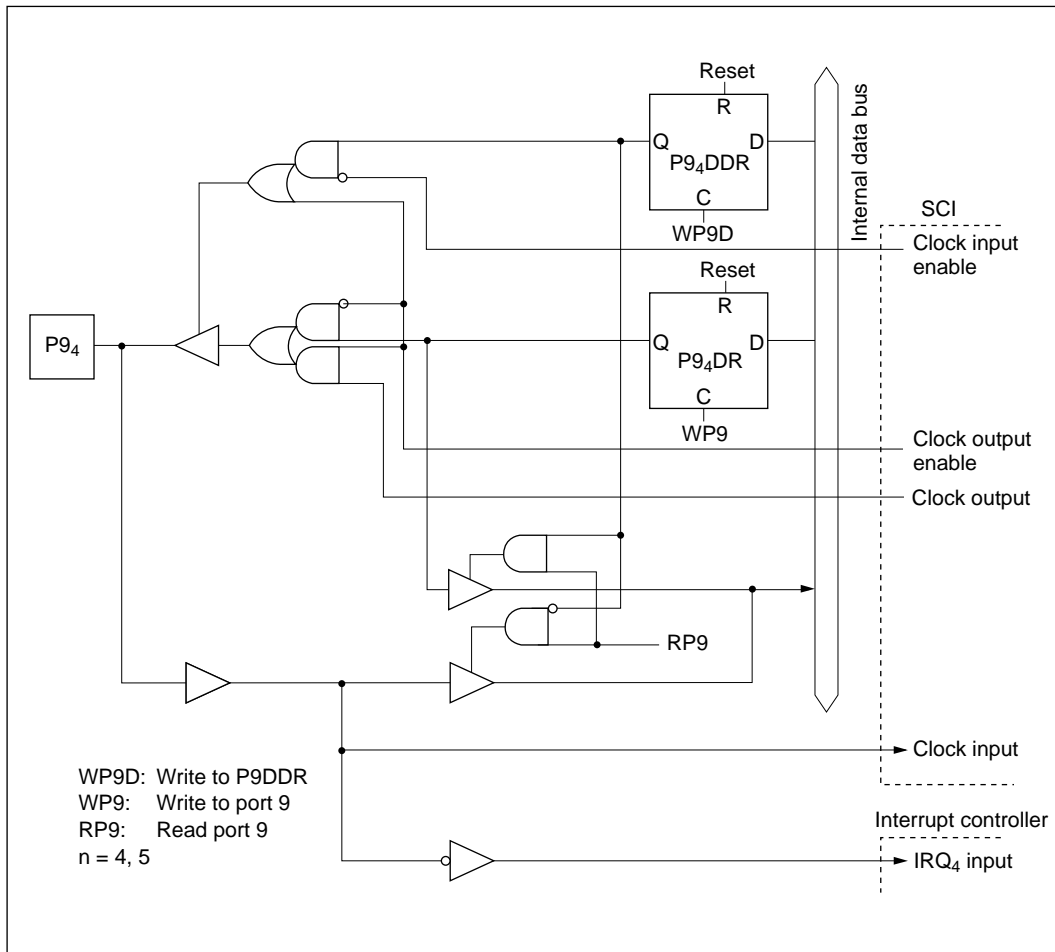 Reset
R
Q
D
P9₄DDR
C
WP9D
Internal data bus
SCI
Clock input
enable
Reset
R
P9₄
Q
D
P9₄DR
C
WP9
Clock output
enable
Clock output
RP9
Clock input
WP9D: Write to P9DDR
WP9: Write to port 9
RP9: Read port 9
n = 4, 5
Interrupt controller
IRQ₄ input